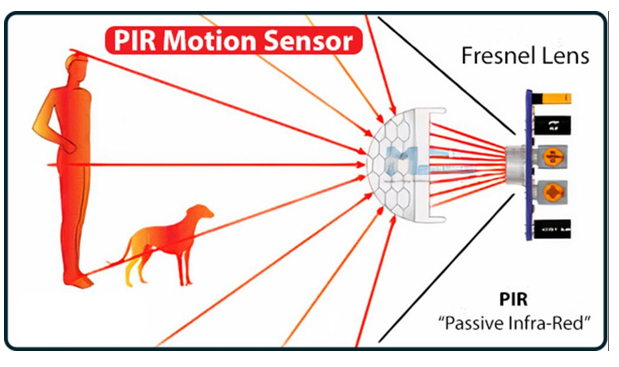 PIR Motion Sensor
Fresnel Lens
PIR
"Passive Infra-Red"